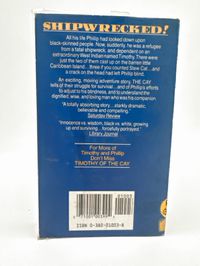 SHIPWRECKED!
All his life Phillip had looked down upon
black-skinned people. Now, suddenly, he was a refugee
from a fatal shipwreck, and dependent on an
extraordinary West Indian named Timothy. There were
just the two of them cast up on the barren little
Caribbean Island... three if you counted Stew Cat... and
a crack on the head had left Phillip blind.
An exciting, moving adventure story, THE CAY
tells of their struggle for survival... and of Phillip's efforts
to adjust to his blindness, and to understand the
dignified, wise, and loving man who was his companion.
"A totally absorbing story ...starkly dramatic,
believable and compelling."
Saturday Review
"Innocence vs. wisdom, black vs. white, growing
up and surviving... forcefully portrayed."
Library Journal
For More of
Timothy and Phillip
Don't Miss
TIMOTHY OF THE CAY
ISBN 0-380-01003-8